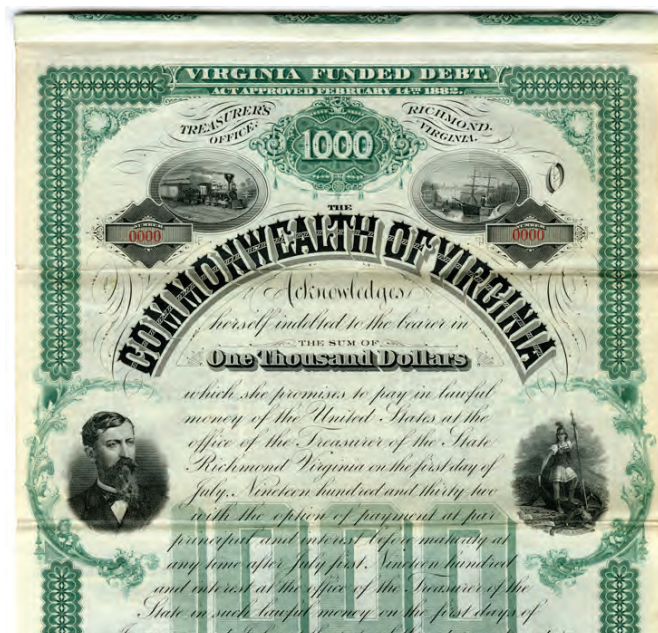 VIRGINIA FUNDED DEBT.
ACT APPROVED FEBRUARY 14TH 1882.
TREASURER'S OFFICE.
RICHMOND. VIRGINIA.
1000
NUMBER
0000
NUMBER
0000
THE
COMMONWEALTH OF VIRGINIA
Acknowledges
herself indebted to the bearer in
THE SUM OF
One Thousand Dollars
which she promises to pay in lawful
money of the United States at the
office of the Treasurer of the State
Richmond Virginia on the first day of
July, Nineteen hundred and thirty two
with the option of payment at par
principal and interest before maturity at
any time after July first, Nineteen hundred
and interest at the office of the Treasurer of the
State in such lawful money on the first days of
1000